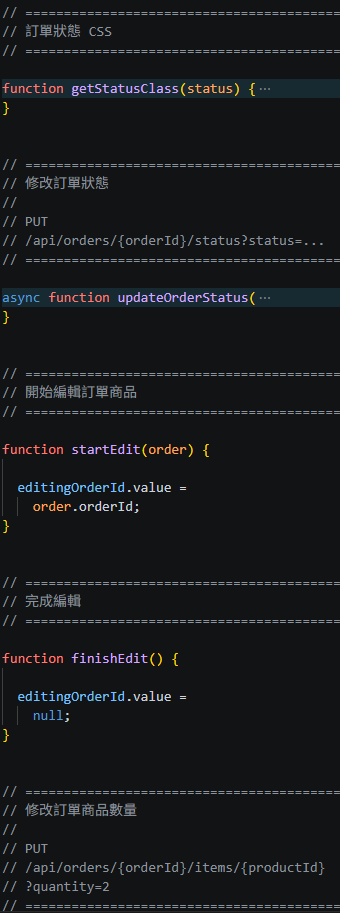 // ==========================================
// 訂單狀態 CSS
// ==========================================
function getStatusClass(status) { ⋯
}
// ==========================================
// 修改訂單狀態
//
// PUT
// /api/orders/{orderId}/status?status=...
// ==========================================
async function updateOrderStatus( ⋯
}
// ==========================================
// 開始編輯訂單商品
// ==========================================
function startEdit(order) {
editingOrderId.value =
order.orderId;
}
// ==========================================
// 完成編輯
// ==========================================
function finishEdit() {
editingOrderId.value =
null;
}
// ==========================================
// 修改訂單商品數量
//
// PUT
// /api/orders/{orderId}/items/{productId}
// ?quantity=2
// ==========================================